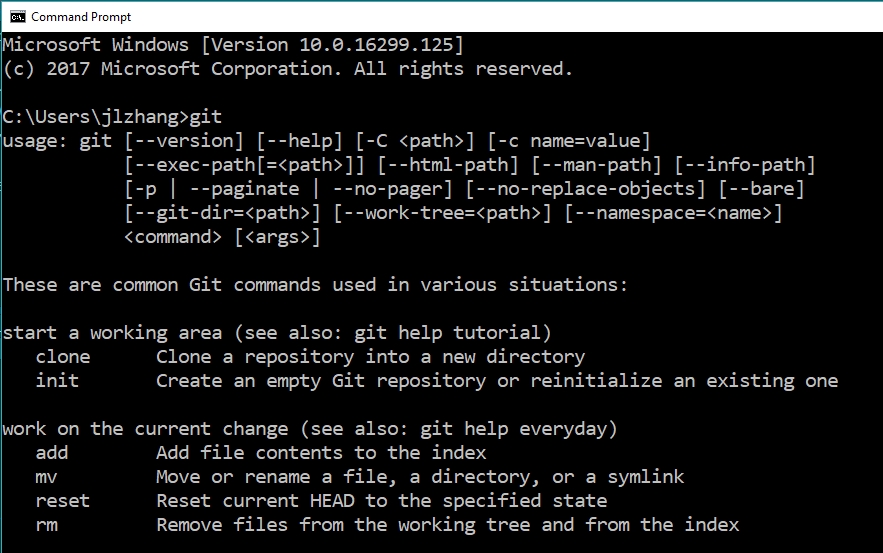 Command Prompt
Microsoft Windows [Version 10.0.16299.125]
(c) 2017 Microsoft Corporation. All rights reserved.
C:\Users\jlzhang>git
usage: git [--version] [--help] [-C <path>] [-c name=value]
           [--exec-path[=<path>]] [--html-path] [--man-path] [--info-path]
           [-p | --paginate | --no-pager] [--no-replace-objects] [--bare]
           [--git-dir=<path>] [--work-tree=<path>] [--namespace=<name>]
           <command> [<args>]
These are common Git commands used in various situations:
start a working area (see also: git help tutorial)
   clone      Clone a repository into a new directory
   init       Create an empty Git repository or reinitialize an existing one
work on the current change (see also: git help everyday)
   add        Add file contents to the index
   mv         Move or rename a file, a directory, or a symlink
   reset      Reset current HEAD to the specified state
   rm         Remove files from the working tree and from the index